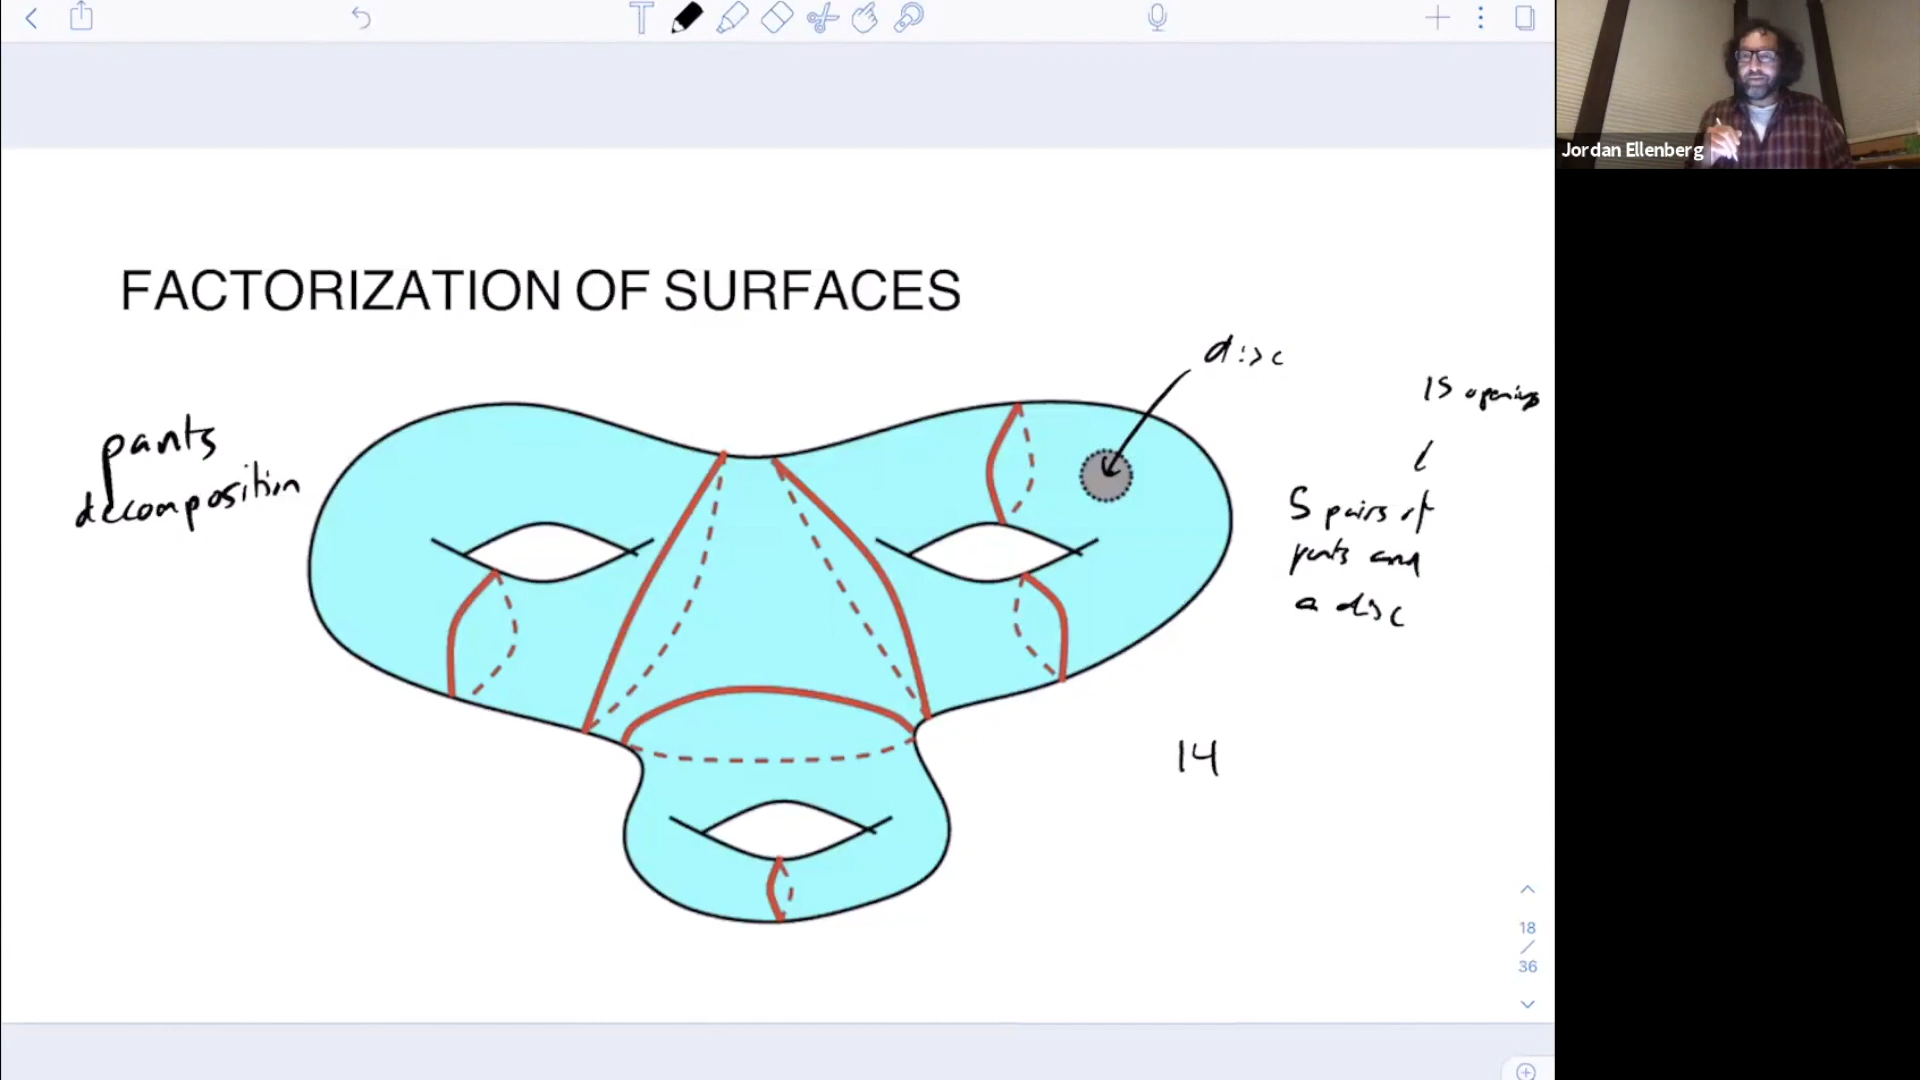 Jordan Ellenberg
FACTORIZATION OF SURFACES
disc
15 openings
pants
decomposition
5 pairs of
pants and
a disc
14
18
/
36